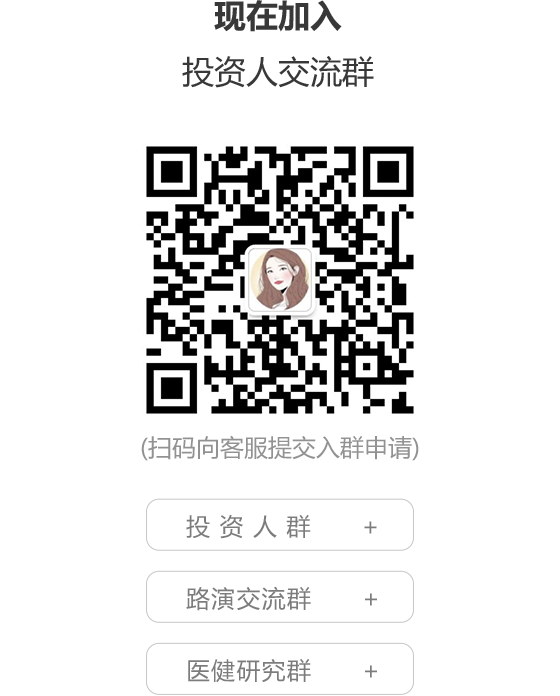 现在加入
投资人交流群
(扫码向客服提交入群申请)
投资人群 +
路演交流群 +
医健研究群 +